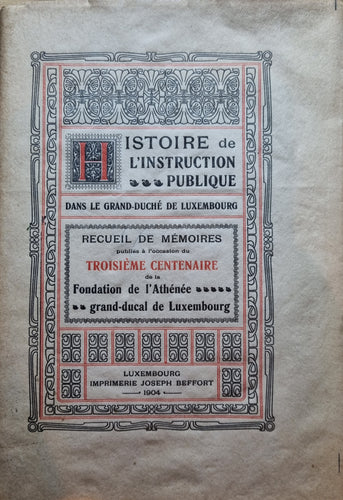 HISTOIRE de
L'INSTRUCTION
PUBLIQUE
DANS LE GRAND-DUCHÉ DE LUXEMBOURG
RECUEIL DE MÉMOIRES
publiés à l'occasion du
TROISIÈME CENTENAIRE
de la
Fondation de l'Athénée
grand-ducal de Luxembourg
LUXEMBOURG
IMPRIMERIE JOSEPH BEFFORT
1904